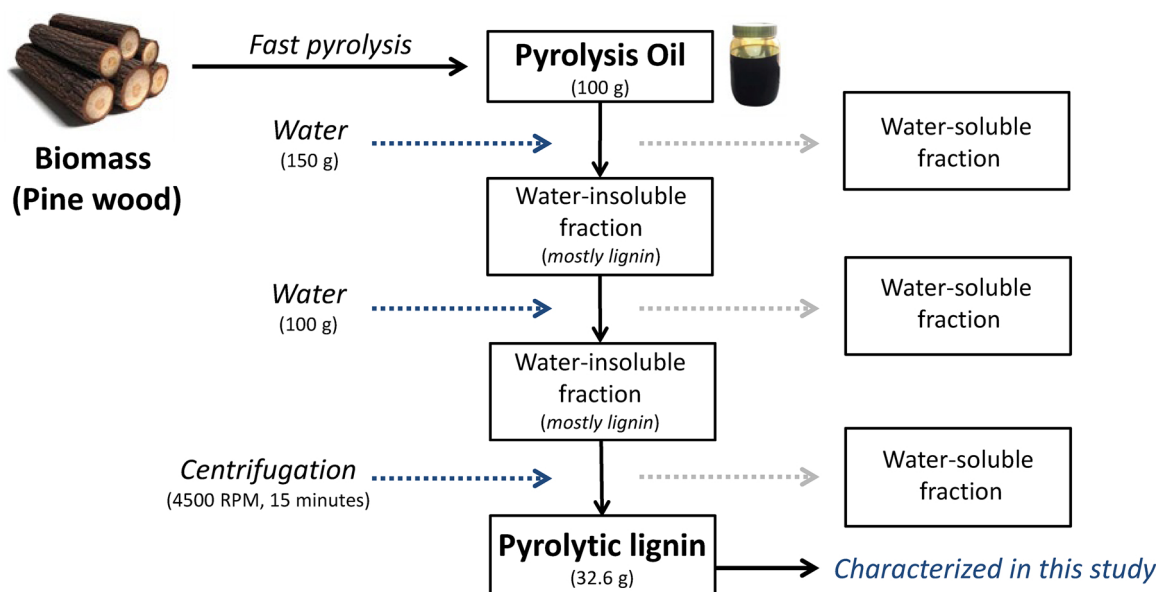 Fast pyrolysis
Pyrolysis Oil
(100 g)
Biomass
(Pine wood)
Water
(150 g)
Water-soluble
fraction
Water-insoluble
fraction
(mostly lignin)
Water
(100 g)
Water-soluble
fraction
Water-insoluble
fraction
(mostly lignin)
Centrifugation
(4500 RPM, 15 minutes)
Water-soluble
fraction
Pyrolytic lignin
(32.6 g)
Characterized in this study